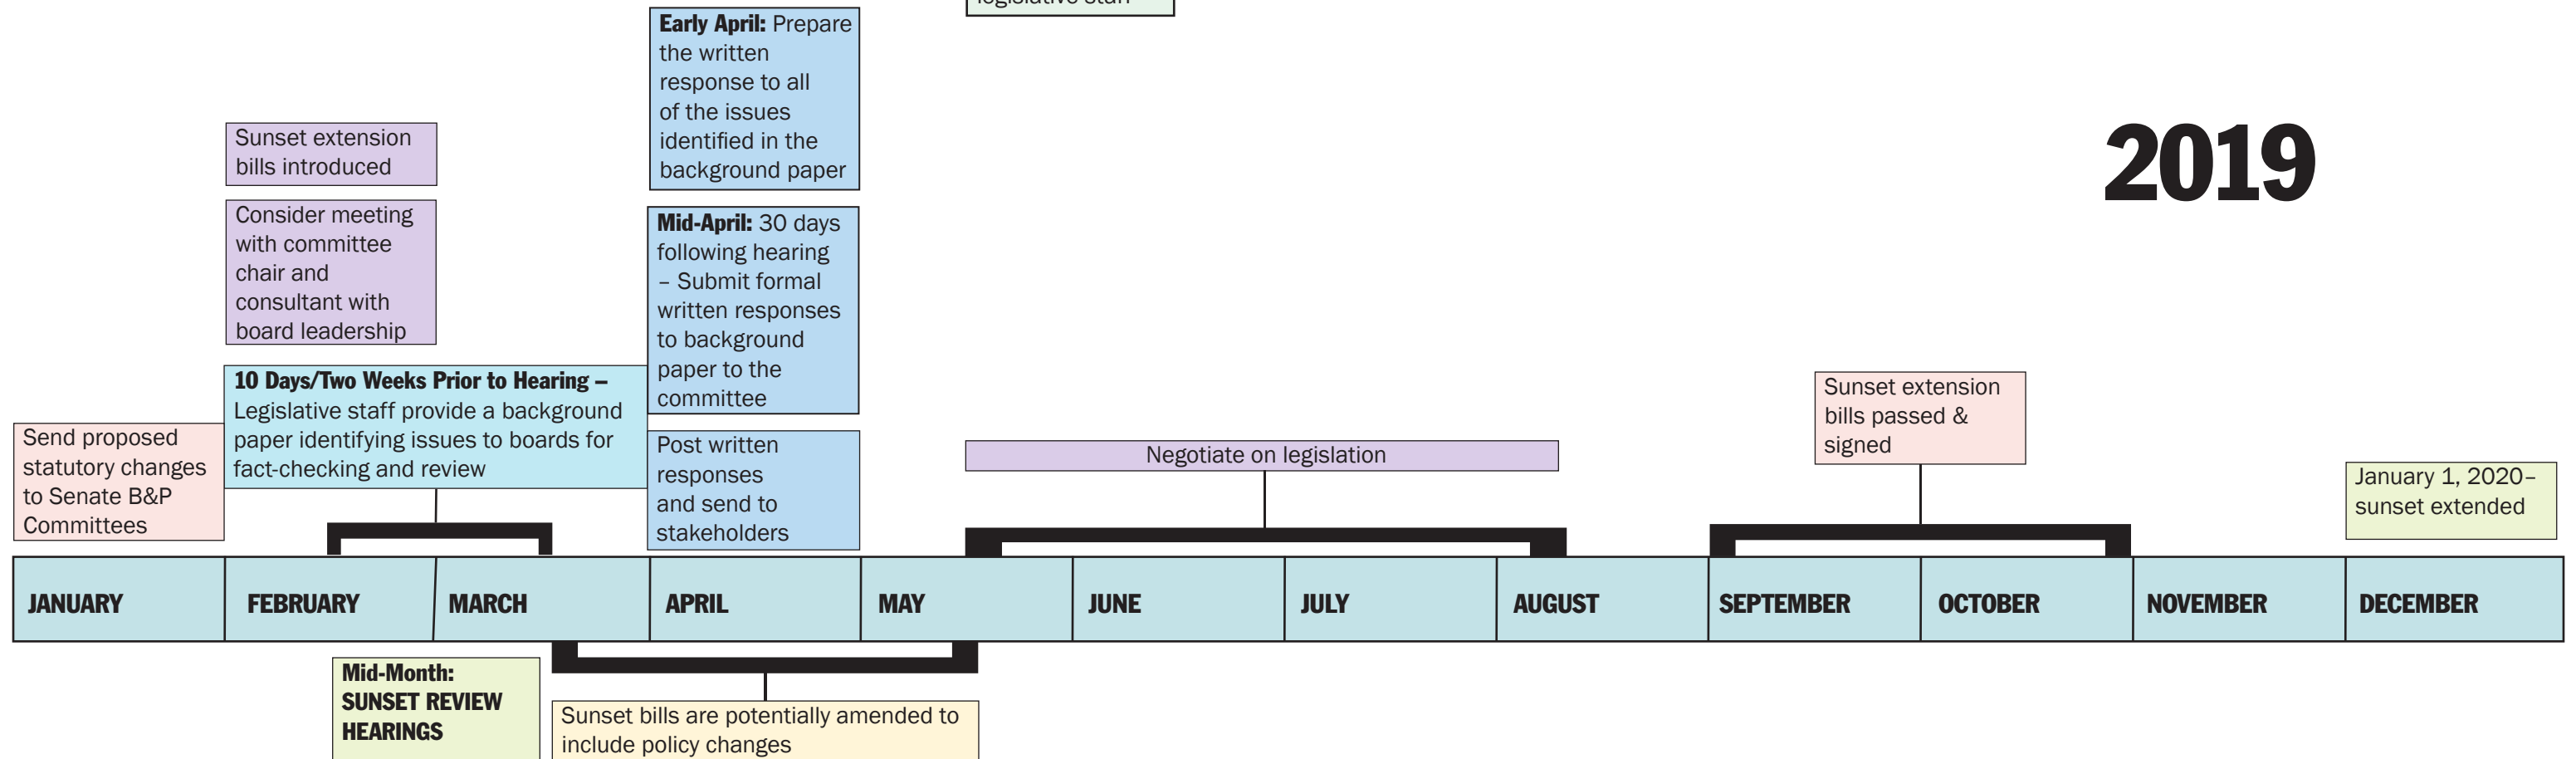 legislative staff
Early April: Prepare
the written
response to all
of the issues
identified in the
background paper
2019
Sunset extension
bills introduced
Consider meeting
with committee
chair and
consultant with
board leadership
Mid-April: 30 days
following hearing
– Submit formal
written responses
to background
paper to the
committee
10 Days/Two Weeks Prior to Hearing –
Legislative staff provide a background
paper identifying issues to boards for
fact-checking and review
Send proposed
statutory changes
to Senate B&P
Committees
Post written
responses
and send to
stakeholders
Negotiate on legislation
Sunset extension
bills passed &
signed
January 1, 2020–
sunset extended
JANUARY
FEBRUARY
MARCH
APRIL
MAY
JUNE
JULY
AUGUST
SEPTEMBER
OCTOBER
NOVEMBER
DECEMBER
Mid-Month:
SUNSET REVIEW
HEARINGS
Sunset bills are potentially amended to
include policy changes